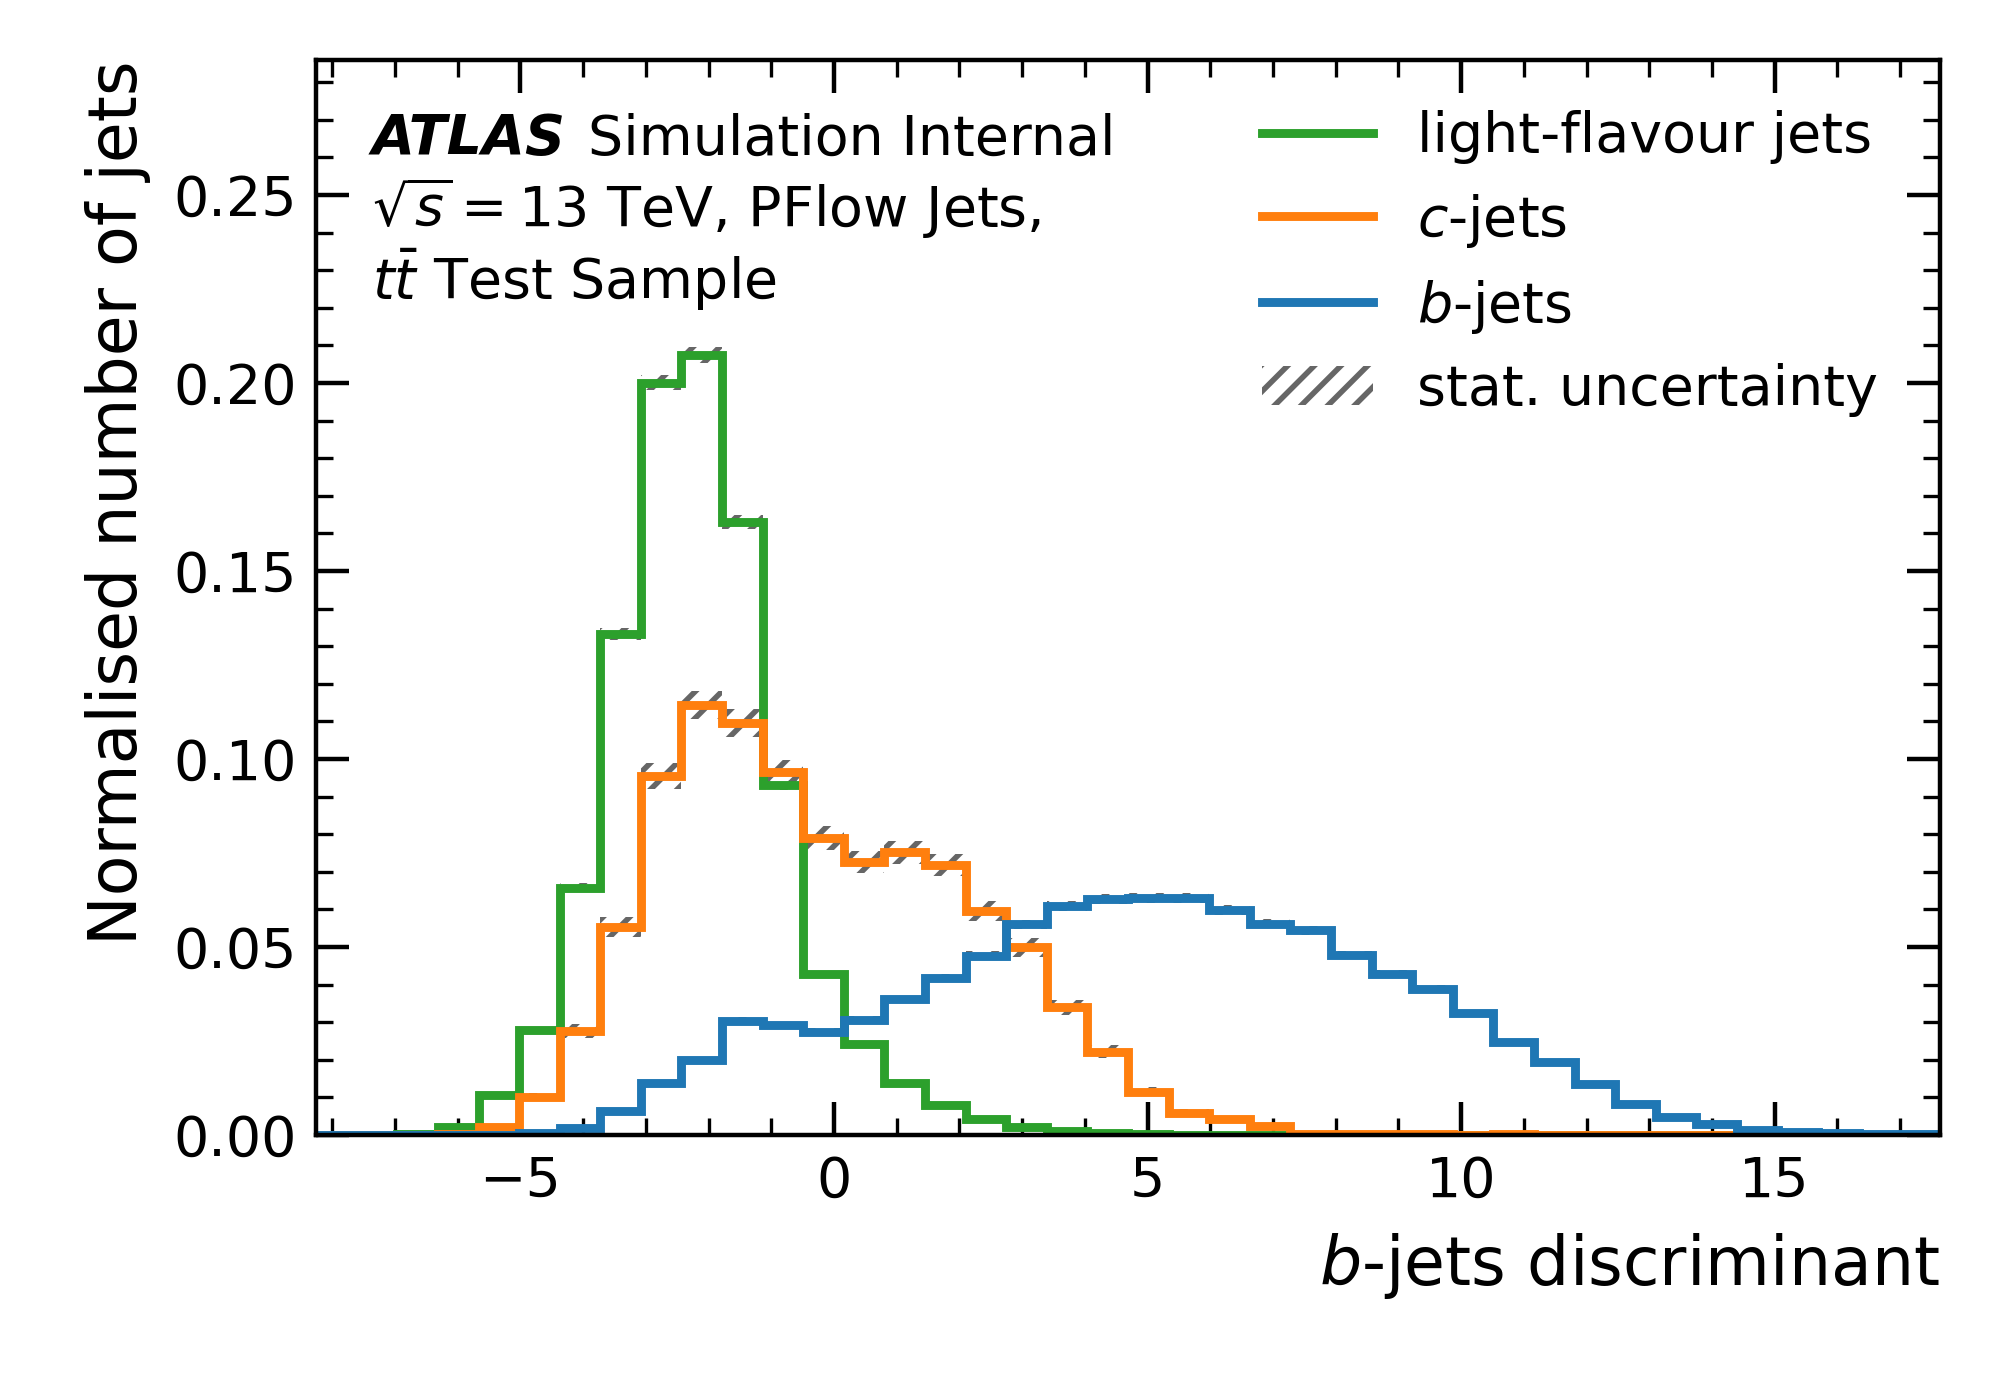 Normalised number of jets
ATLAS Simulation Internal
√s = 13 TeV, PFlow Jets,
tt̄ Test Sample
light-flavour jets
c-jets
b-jets
stat. uncertainty
0.25
0.20
0.15
0.10
0.05
0.00
−5 0 5 10 15
b-jets discriminant